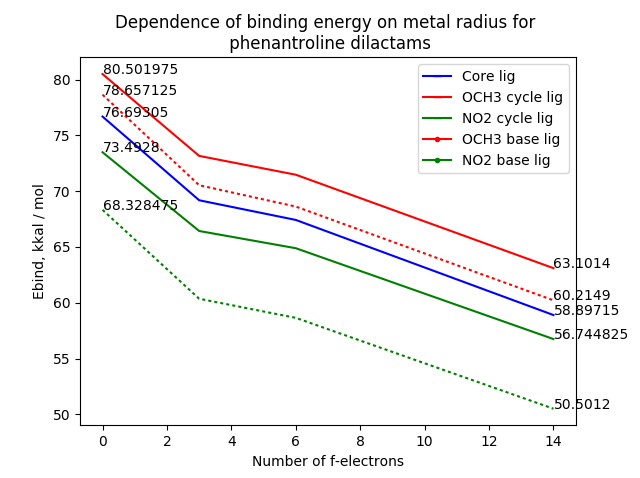 Dependence of binding energy on metal radius for
phenantroline dilactams
Core lig
OCH3 cycle lig
NO2 cycle lig
OCH3 base lig
NO2 base lig
80.501975
78.657125
76.69305
73.4928
68.328475
63.1014
60.2149
58.89715
56.744825
50.5012
Ebind, kkal / mol
80
75
70
65
60
55
50
0 2 4 6 8 10 12 14
Number of f-electrons